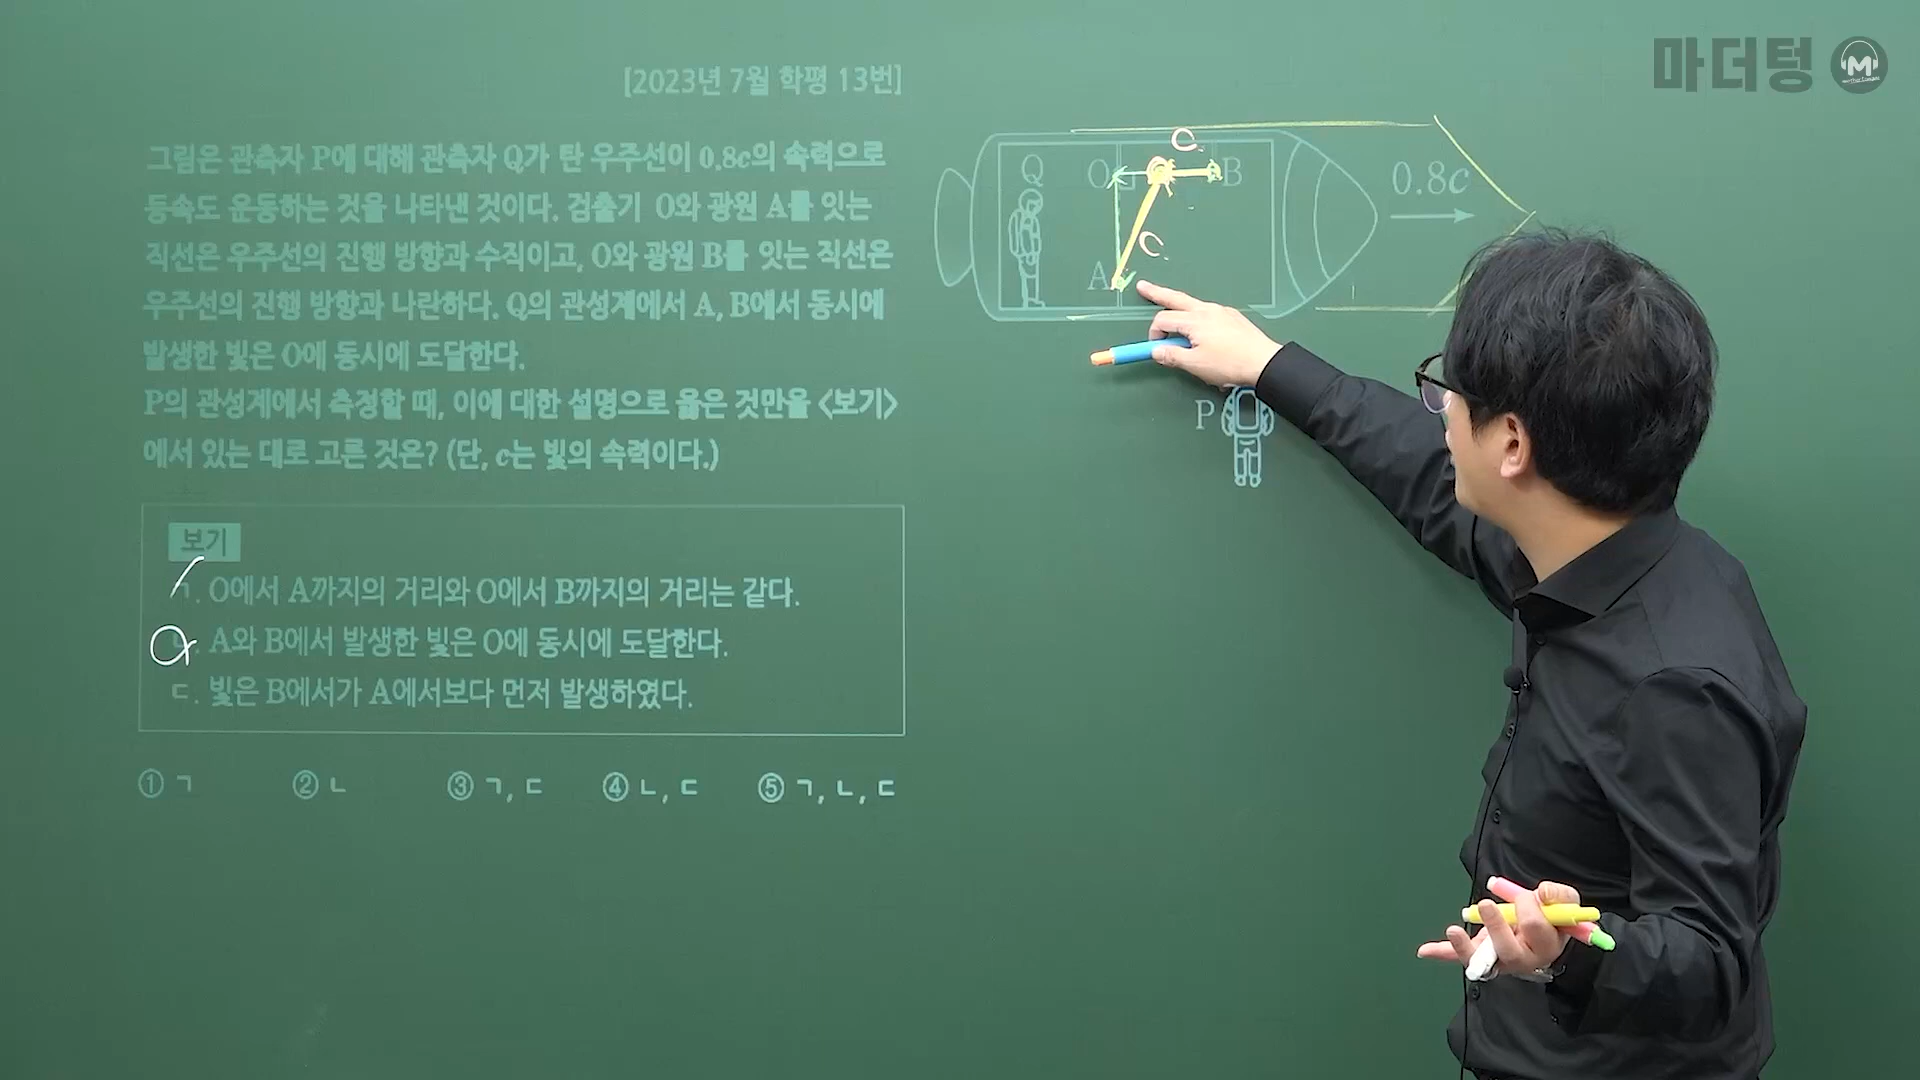 마더텅 M
[2023년 7월 학평 13번]
그림은 관측자 P에 대해 관측자 Q가 탄 우주선이 0.8c의 속력으로
등속도 운동하는 것을 나타낸 것이다. 검출기 O와 광원 A를 잇는
직선은 우주선의 진행 방향과 수직이고, O와 광원 B를 잇는 직선은
우주선의 진행 방향과 나란하다. Q의 관성계에서 A, B에서 동시에
발생한 빛은 O에 동시에 도달한다.
P의 관성계에서 측정할 때, 이에 대한 설명으로 옳은 것만을 <보기>
에서 있는 대로 고른 것은? (단, c는 빛의 속력이다.)
보기
ㄱ. O에서 A까지의 거리와 O에서 B까지의 거리는 같다.
ㄴ. A와 B에서 발생한 빛은 O에 동시에 도달한다.
ㄷ. 빛은 B에서가 A에서보다 먼저 발생하였다.
① ㄱ ② ㄴ ③ ㄱ, ㄷ ④ ㄴ, ㄷ ⑤ ㄱ, ㄴ, ㄷ
C
Q O B 0.8c
C
A
P